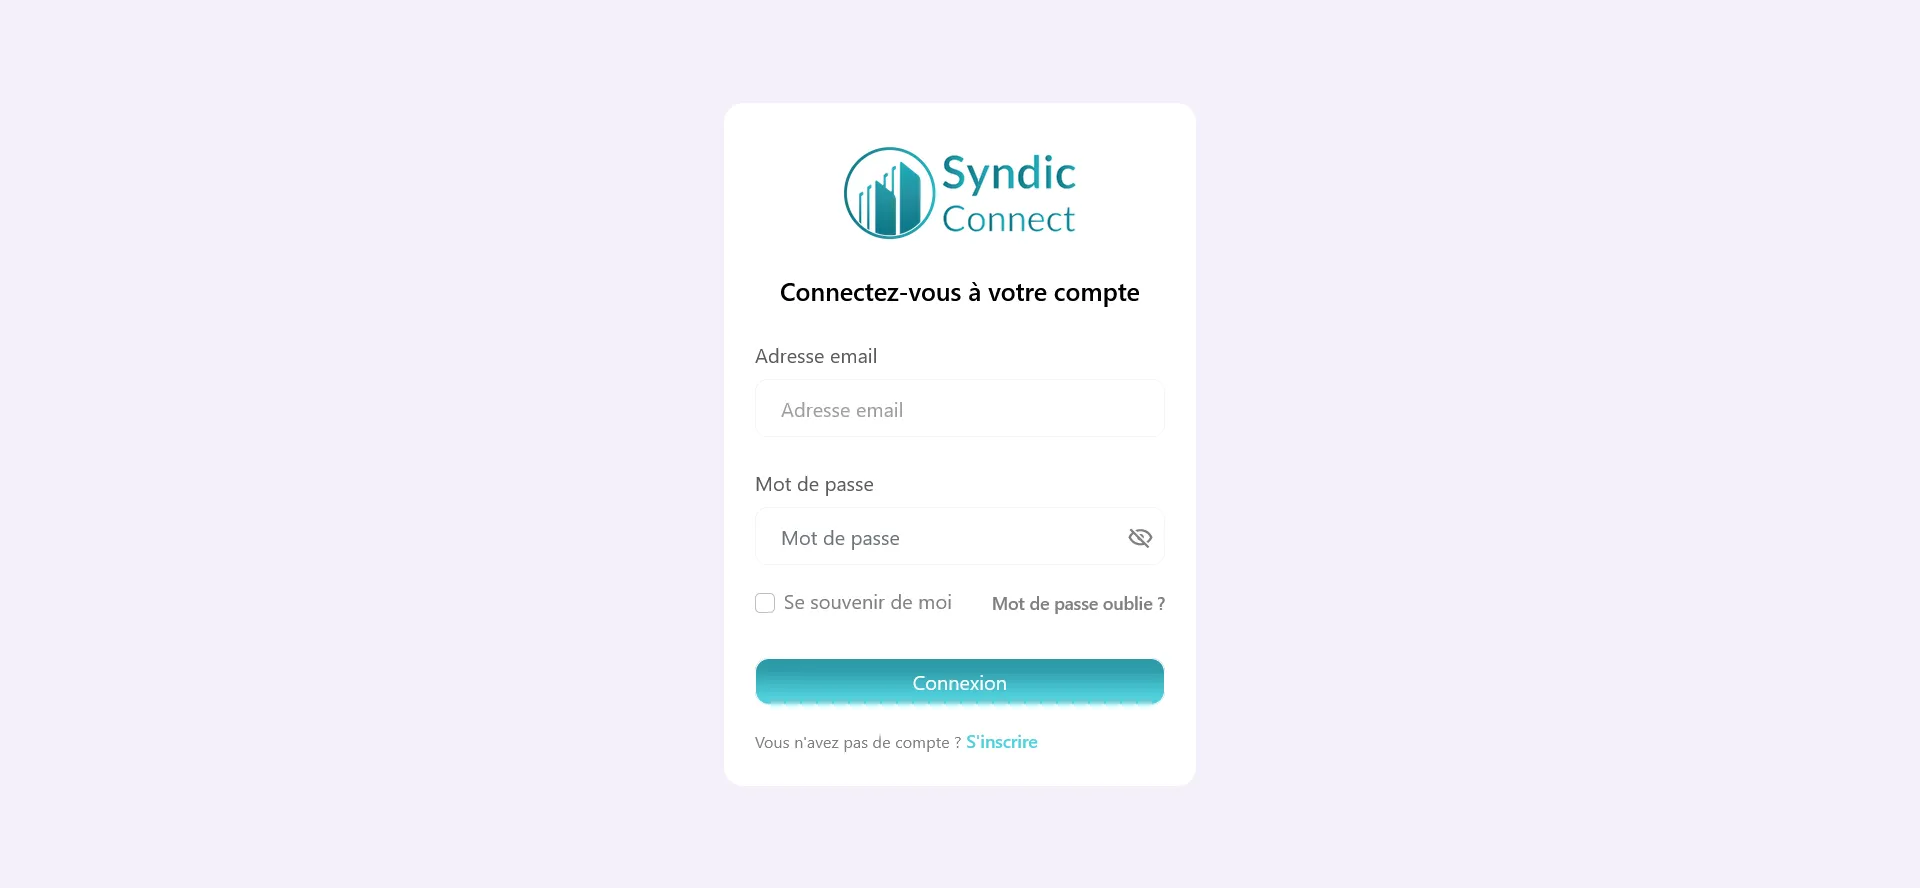 Syndic
Connect
Connectez-vous à votre compte
Adresse email
Adresse email
Mot de passe
Mot de passe
Se souvenir de moi Mot de passe oublie ?
Connexion
Vous n'avez pas de compte ? S'inscrire